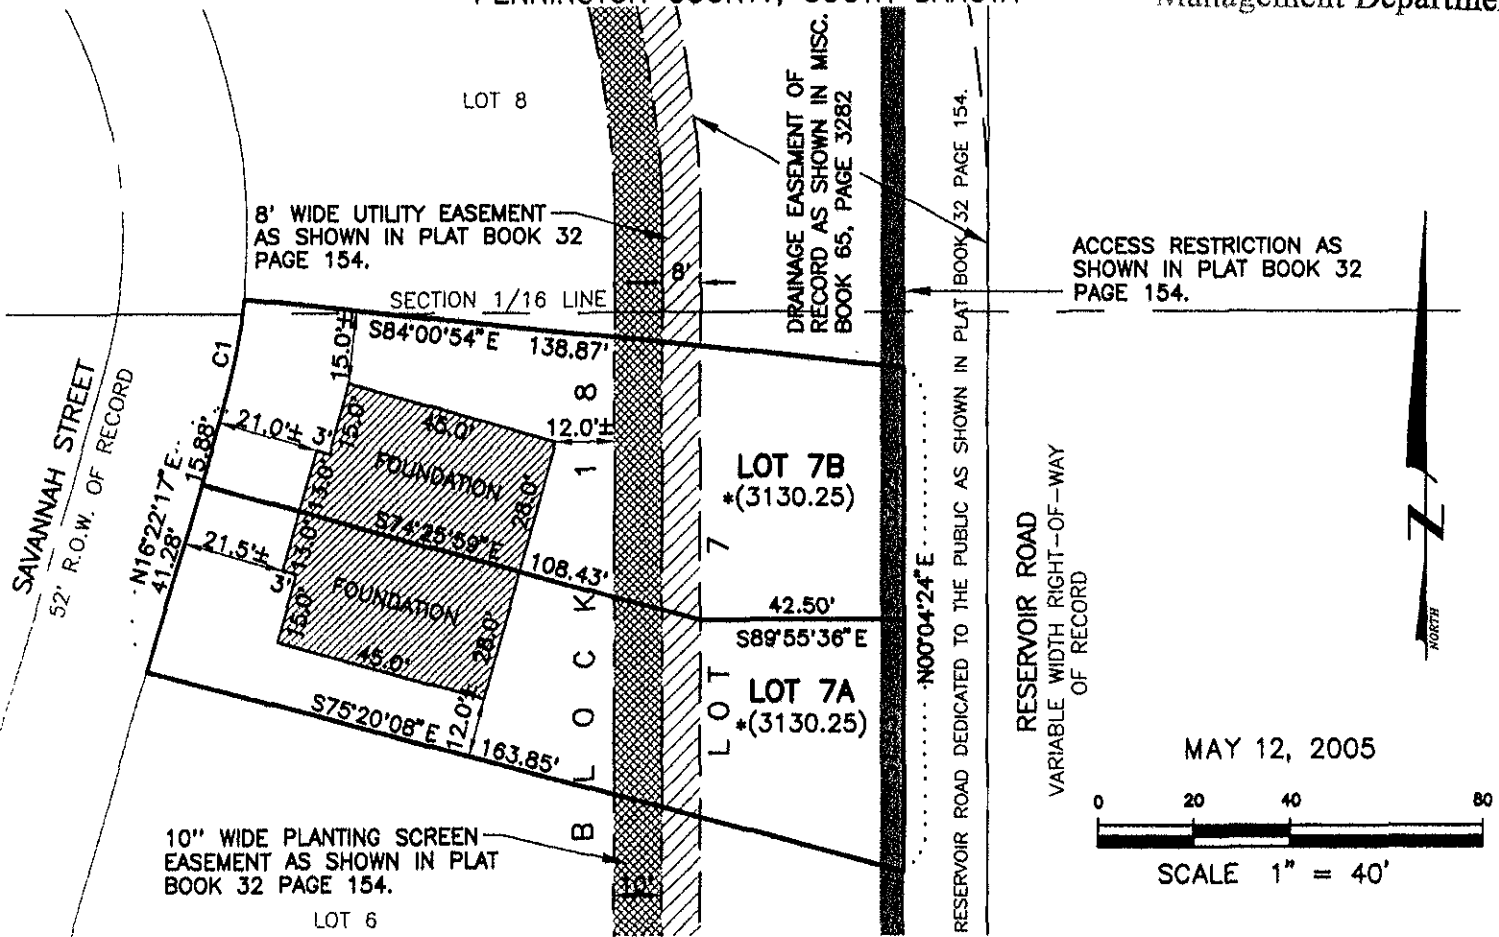 PENNINGTON COUNTY, SOUTH DAKOTA
Management Departme
LOT 8
8' WIDE UTILITY EASEMENT
AS SHOWN IN PLAT BOOK 32
PAGE 154.
DRAINAGE EASEMENT OF
RECORD AS SHOWN IN MISC.
BOOK 65, PAGE 3282
ACCESS RESTRICTION AS
SHOWN IN PLAT BOOK 32
PAGE 154.
8'
SECTION 1/16 LINE
S84°00'54"E 138.87'
C1
15.0'±
SAVANNAH STREET
52' R.O.W. OF RECORD
N16°22'17"E
15.88'
41.28'
21.0'±
3'
15.0'
45.0'
FOUNDATION
13.0'
28.0'
12.0'±
S74°25'59"E 108.43'
21.5'±
3'
13.0'
FOUNDATION
15.0'
28.0'
45.0'
12.0'±
S75°20'08"E 163.85'
BLOCK 18
LOT 7
LOT 7B
*(3130.25)
42.50'
S89°55'36"E
LOT 7A
*(3130.25)
N00°04'24"E
RESERVOIR ROAD DEDICATED TO THE PUBLIC AS SHOWN IN PLAT BOOK 32 PAGE 154.
RESERVOIR ROAD
VARIABLE WIDTH RIGHT-OF-WAY
OF RECORD
N
NORTH
MAY 12, 2005
0 20 40 80
SCALE 1" = 40'
10" WIDE PLANTING SCREEN
EASEMENT AS SHOWN IN PLAT
BOOK 32 PAGE 154.
10'
LOT 6